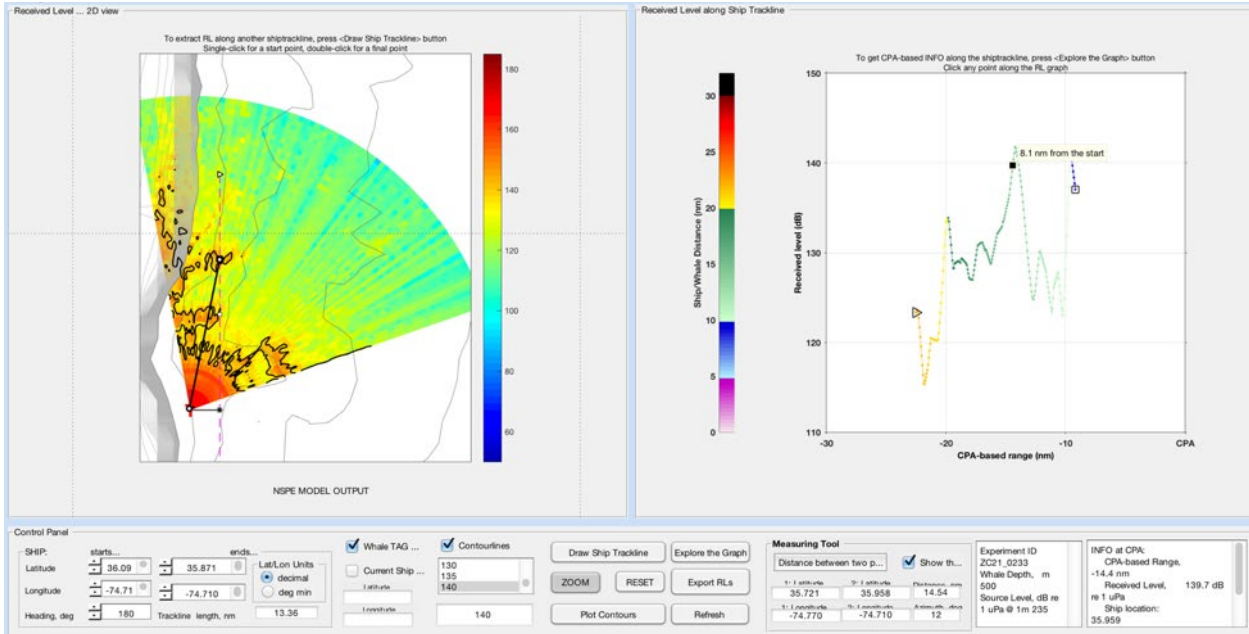 Received Level ... 2D view
To extract RL along another shiptrackline, press <Draw Ship Trackline> button
Single-click for a start point, double-click for a final point
180
160
140
120
100
80
60
NSPE MODEL OUTPUT
Received Level along Ship Trackline
To get CPA-based INFO along the shiptrackline, press <Explore the Graph> button
Click any point along the RL graph
30
25
20
15
10
5
0
Ship/Whale Distance (nm)
150
140
130
120
110
Received level (dB)
8.1 nm from the start
-30
-20
-10
CPA
CPA-based range (nm)
Control Panel
SHIP:
starts...
ends...
Latitude
36.09
35.871
Longitude
-74.71
-74.710
Heading, deg
180
Trackline length, nm
13.36
Lat/Lon Units
decimal
deg min
Whale TAG ...
Current Ship ...
Latitude
Longitude
Contourlines
130
135
140
140
Draw Ship Trackline
Explore the Graph
ZOOM
RESET
Export RLs
Plot Contours
Refresh
Measuring Tool
Distance between two p...
Show th...
1: Latitude
2: Latitude
Distance, nm
35.721
35.958
14.54
1: Longitude
2: Longitude
Azimuth, deg
-74.770
-74.710
12
Experiment ID
ZC21_0233
Whale Depth, m
500
Source Level, dB re
1 uPa @ 1m 235
INFO at CPA:
CPA-based Range,
-14.4 nm
Received Level, 139.7 dB
re 1 uPa
Ship location:
35.959